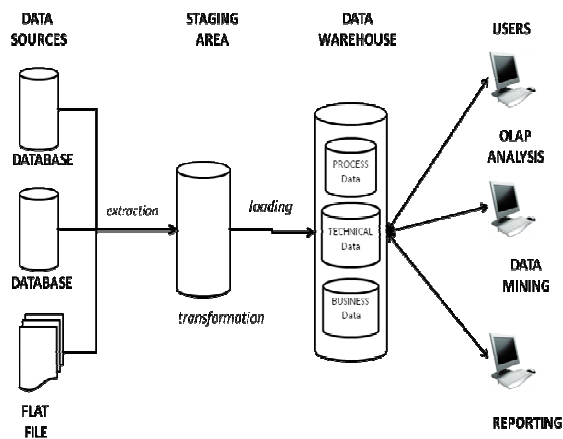 DATA
SOURCES
STAGING
AREA
DATA
WAREHOUSE
USERS
DATABASE
extraction
loading
PROCESS
Data
OLAP
ANALYSIS
DATABASE
TECHNICAL
Data
DATA
MINING
transformation
BUSINESS
Data
FLAT
FILE
REPORTING